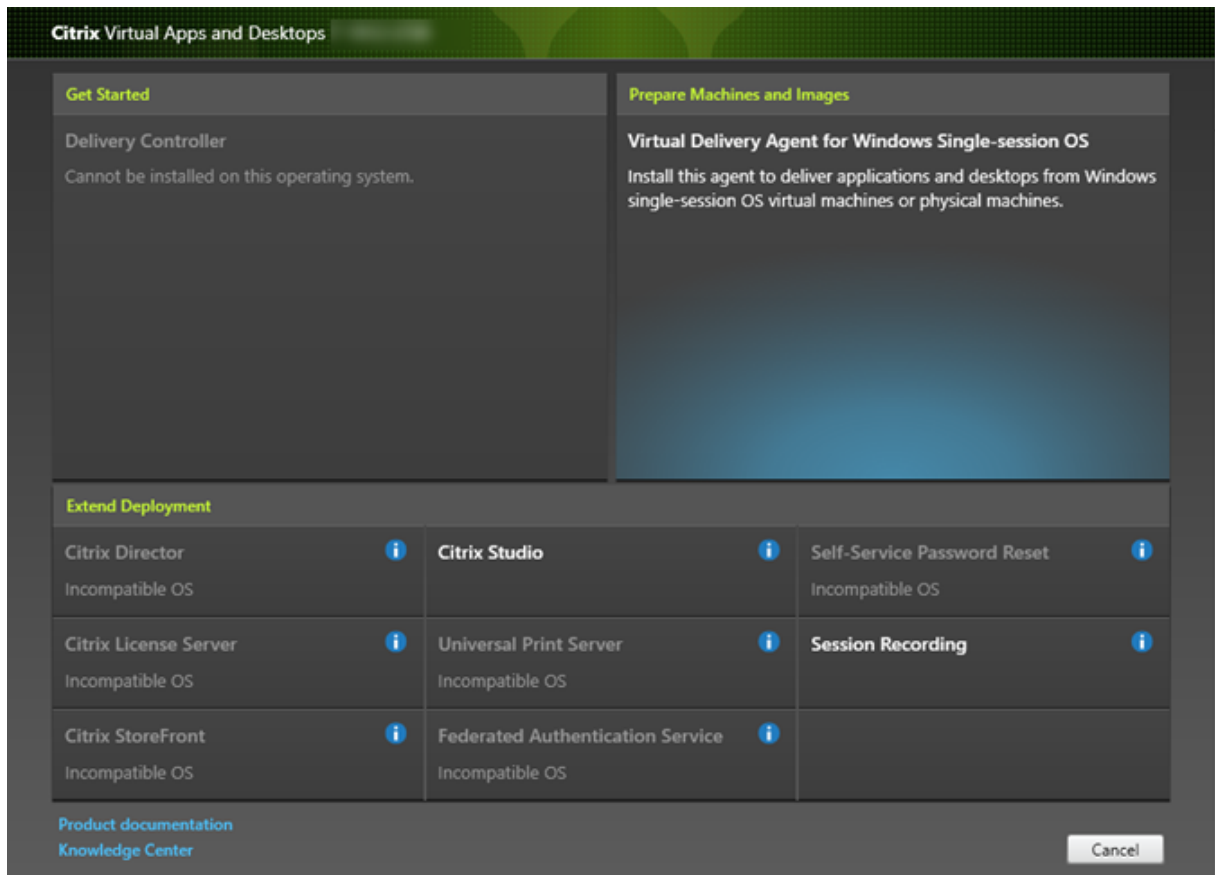 Citrix Virtual Apps and Desktops
Get Started
Delivery Controller
Cannot be installed on this operating system.
Prepare Machines and Images
Virtual Delivery Agent for Windows Single-session OS
Install this agent to deliver applications and desktops from Windows
single-session OS virtual machines or physical machines.
Extend Deployment
Citrix Director
Incompatible OS
Citrix Studio
Self-Service Password Reset
Incompatible OS
Citrix License Server
Incompatible OS
Universal Print Server
Incompatible OS
Session Recording
Citrix StoreFront
Incompatible OS
Federated Authentication Service
Incompatible OS
Product documentation
Knowledge Center
Cancel